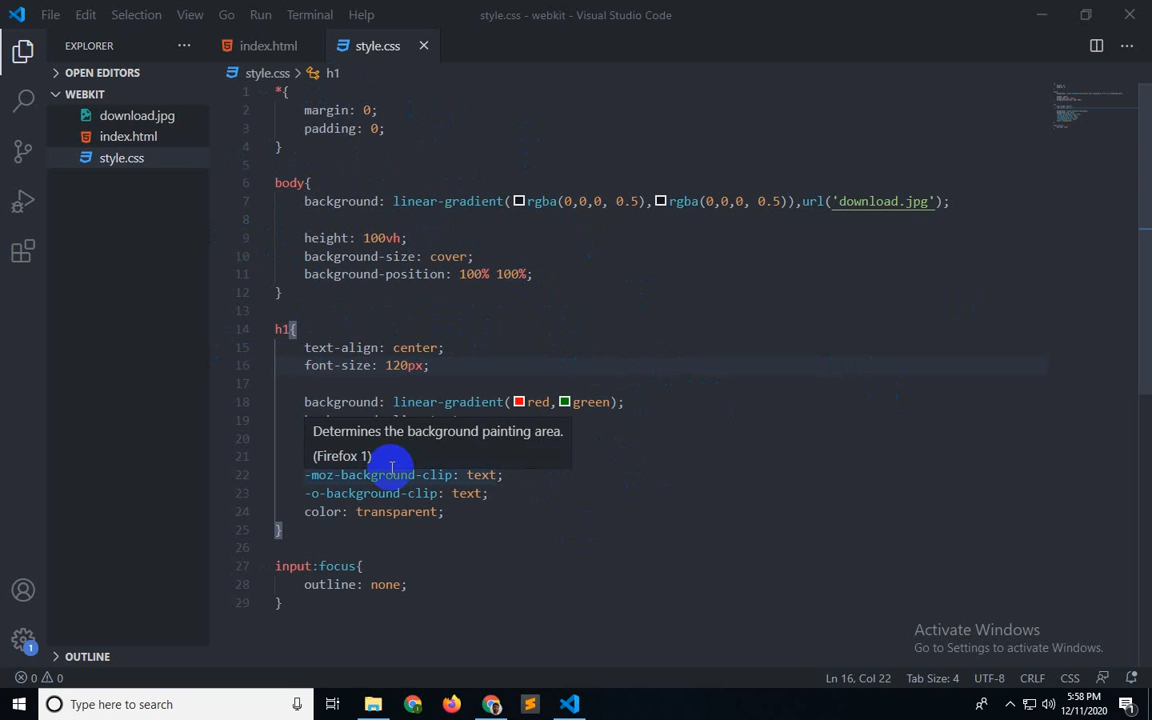 File Edit Selection View Go Run Terminal Help style.css - webkit - Visual Studio Code
EXPLORER ... index.html style.css
OPEN EDITORS
style.css > h1
WEBKIT
download.jpg
index.html
style.css
1 *{
2 margin: 0;
3 padding: 0;
4 }
5
6 body{
7 background: linear-gradient(rgba(0,0,0, 0.5),rgba(0,0,0, 0.5)),url('download.jpg');
8
9 height: 100vh;
10 background-size: cover;
11 background-position: 100% 100%;
12 }
13
14 h1{
15 text-align: center;
16 font-size: 120px;
17
18 background: linear-gradient(red,green);
19
20
21
Determines the background painting area.
(Firefox 1)
22 -moz-background-clip: text;
23 -o-background-clip: text;
24 color: transparent;
25 }
26
27 input:focus{
28 outline: none;
29 }
Activate Windows
Go to Settings to activate Windows.
OUTLINE
1
0 0 Ln 16, Col 22 Tab Size: 4 UTF-8 CRLF CSS
Type here to search
5:58 PM
12/11/2020
1